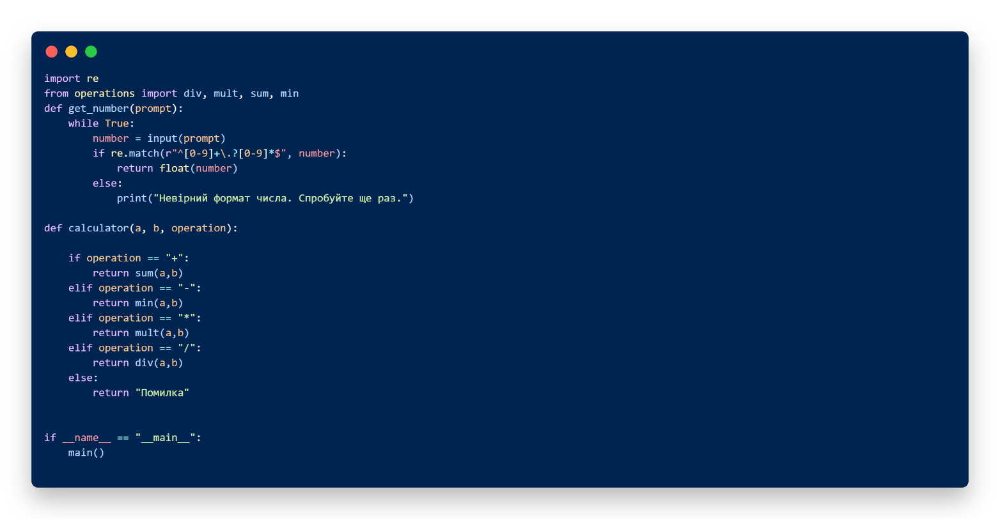 import re
from operations import div, mult, sum, min
def get_number(prompt):
    while True:
        number = input(prompt)
        if re.match(r"^[0-9]+\.?[0-9]*$", number):
            return float(number)
        else:
            print("Невірний формат числа. Спробуйте ще раз.")
def calculator(a, b, operation):
    if operation == "+":
        return sum(a,b)
    elif operation == "-":
        return min(a,b)
    elif operation == "*":
        return mult(a,b)
    elif operation == "/":
        return div(a,b)
    else:
        return "Помилка"
if __name__ == "__main__":
    main()